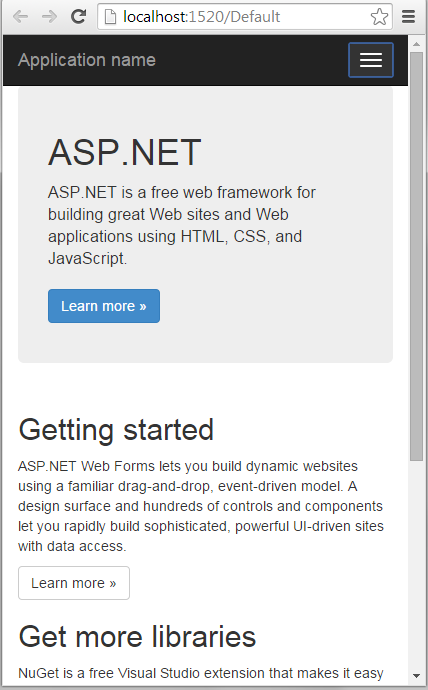 localhost:1520/Default
Application name
ASP.NET
ASP.NET is a free web framework for
building great Web sites and Web
applications using HTML, CSS, and
JavaScript.
Learn more »
Getting started
ASP.NET Web Forms lets you build dynamic websites
using a familiar drag-and-drop, event-driven model. A
design surface and hundreds of controls and components
let you rapidly build sophisticated, powerful UI-driven sites
with data access.
Learn more »
Get more libraries
NuGet is a free Visual Studio extension that makes it easy